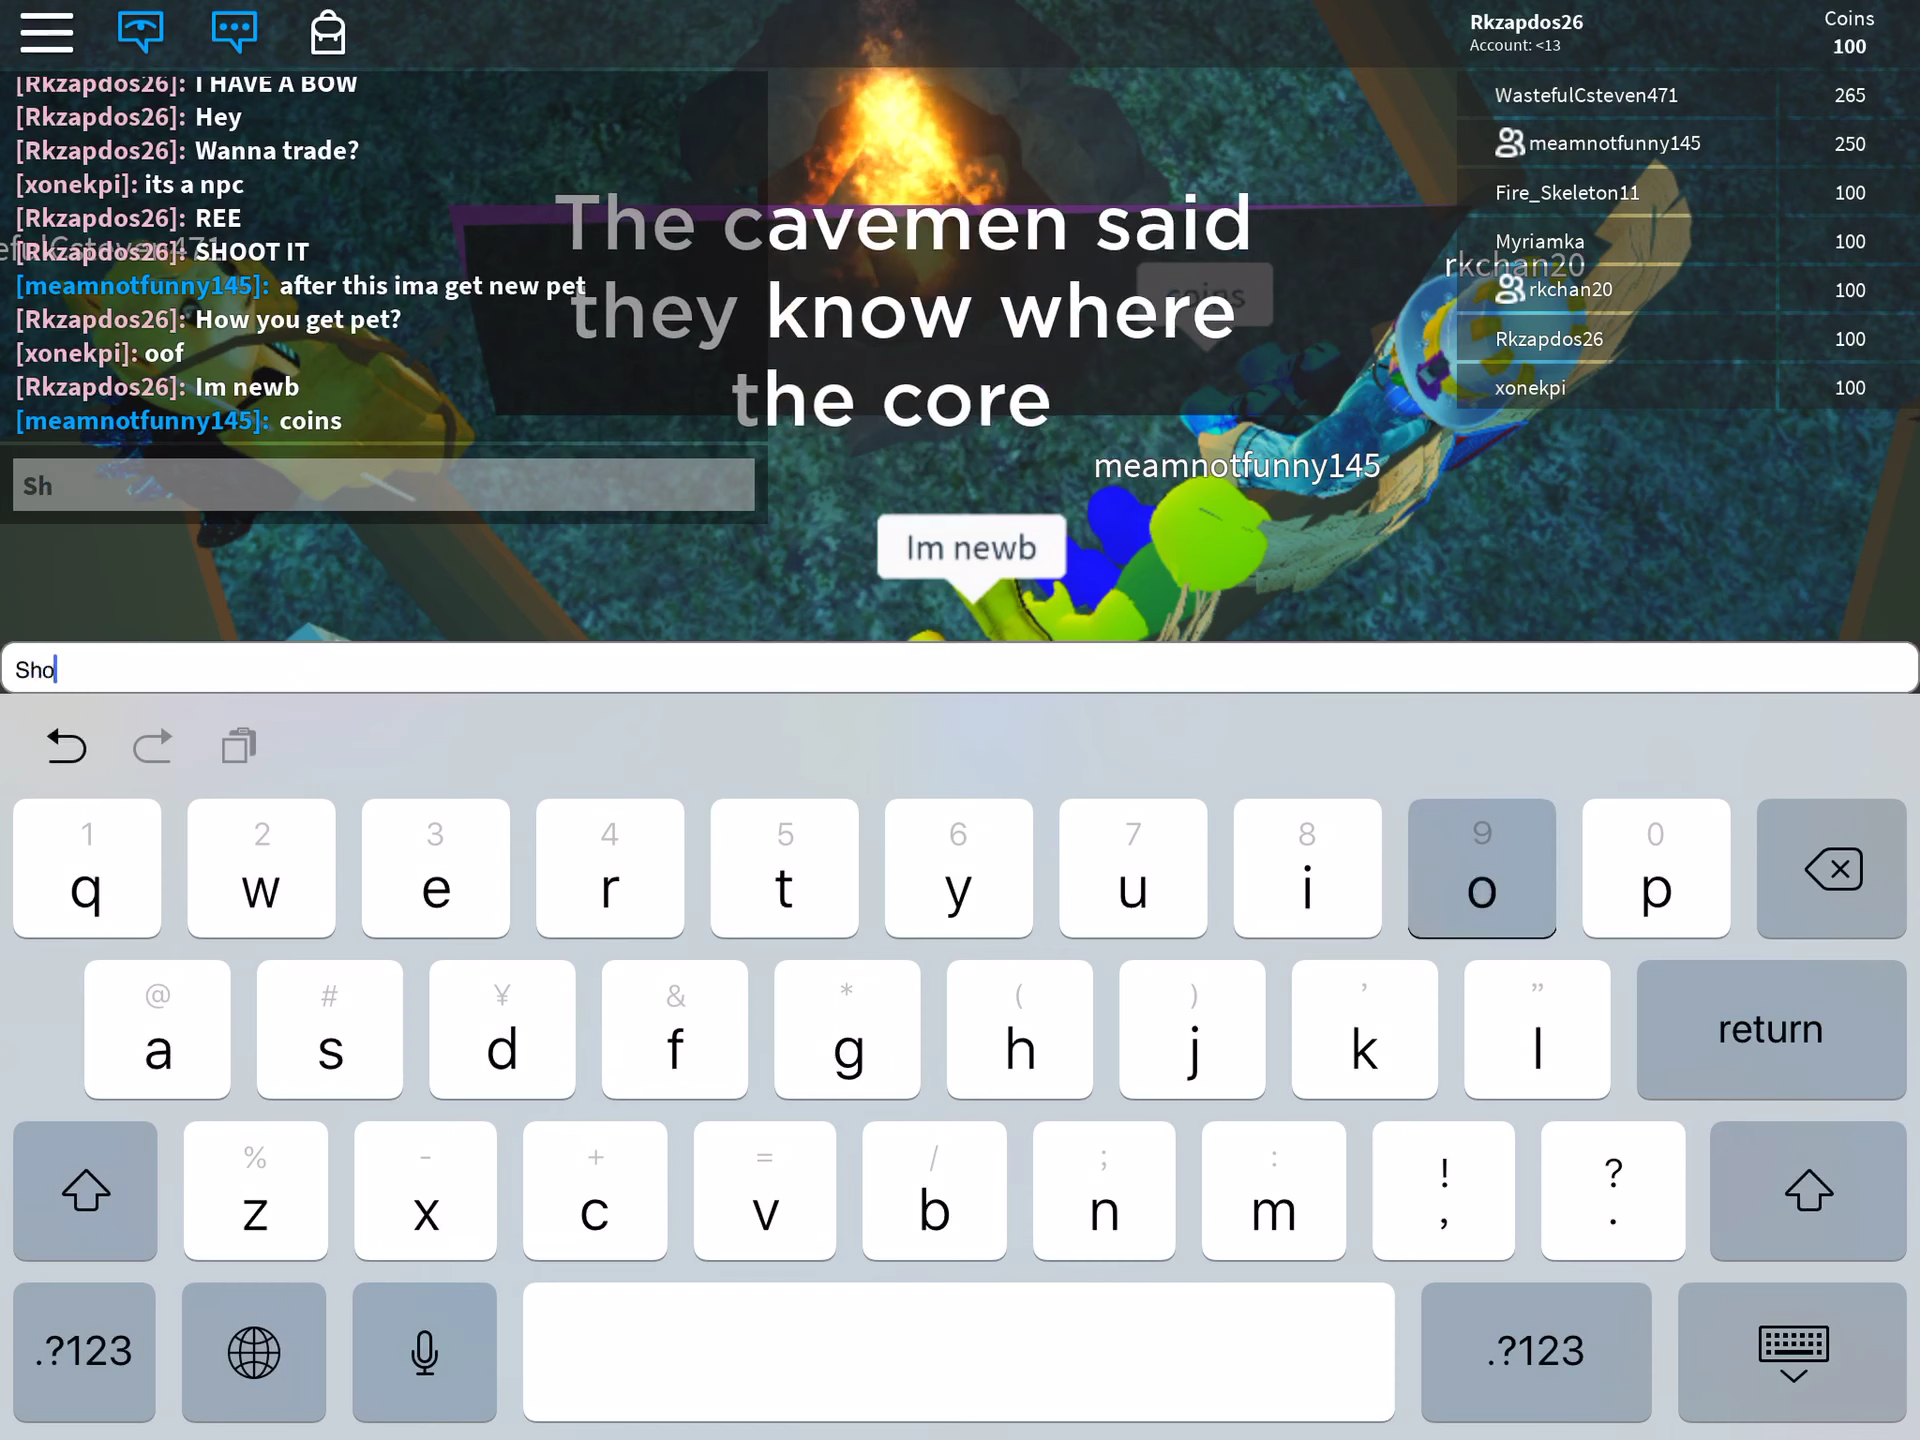 Rkzapdos26
Account: <13
Coins
100
WastefulCsteven471 265
meamnotfunny145 250
Fire_Skeleton11 100
Myriamka 100
rkchan20 100
Rkzapdos26 100
xonekpi 100
[Rkzapdos26]: I HAVE A BOW
[Rkzapdos26]: Hey
[Rkzapdos26]: Wanna trade?
[xonekpi]: its a npc
[Rkzapdos26]: REE
[Rkzapdos26]: SHOOT IT
[meamnotfunny145]: after this ima get new pet
[Rkzapdos26]: How you get pet?
[xonekpi]: oof
[Rkzapdos26]: Im newb
[meamnotfunny145]: coins
Sh
The cavemen said
they know where
the core
coins
rkchan20
meamnotfunny145
Im newb
Sho
1 2 3 4 5 6 7 8 9 0
q w e r t y u i o p
@ # ¥ & * ( ) ' "
a s d f g h j k l return
% - + = / ; : ! ?
z x c v b n m , .
.?123 .?123